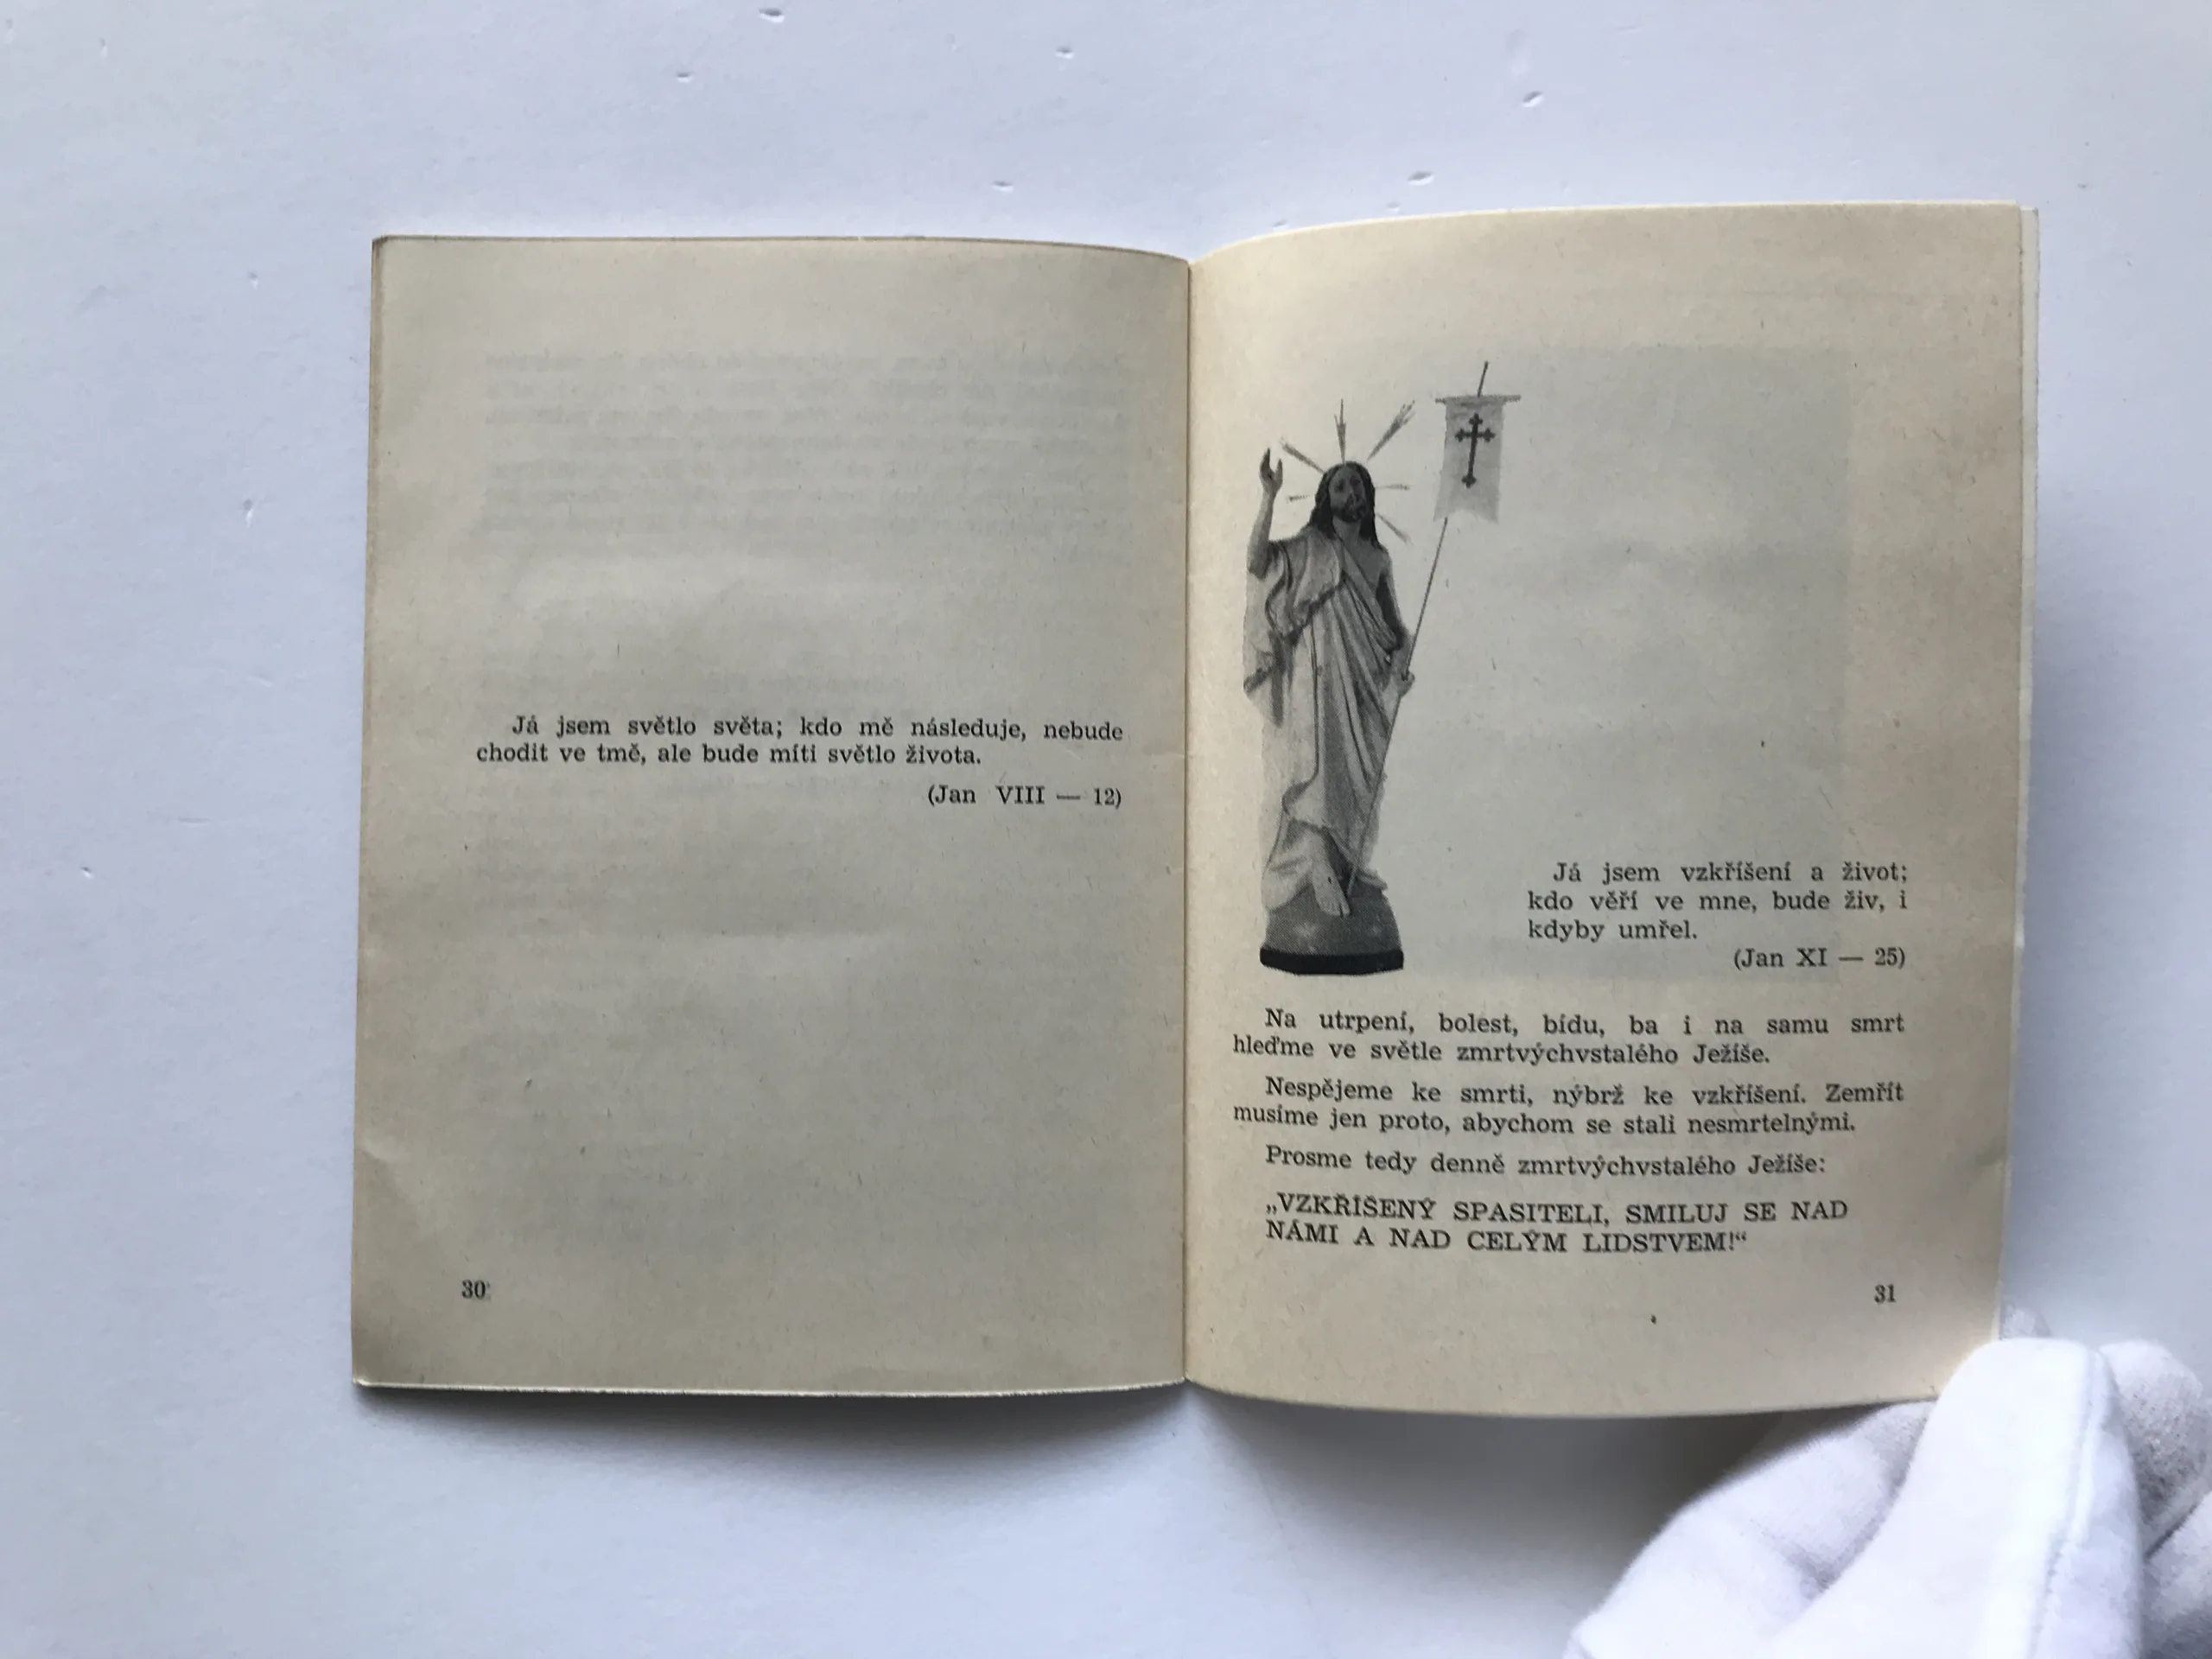 Já jsem světlo světa; kdo mě následuje, nebude
chodit ve tmě, ale bude míti světlo života.
(Jan VIII — 12)
30
Já jsem vzkříšení a život;
kdo věří ve mne, bude živ, i
kdyby umřel.
(Jan XI — 25)
Na utrpení, bolest, bídu, ba i na samu smrt
hleďme ve světle zmrtvýchvstalého Ježíše.
Nespějeme ke smrti, nýbrž ke vzkříšení. Zemřít
musíme jen proto, abychom se stali nesmrtelnými.
Prosme tedy denně zmrtvýchvstalého Ježíše:
„VZKŘÍŠENÝ SPASITELI, SMILUJ SE NAD
NÁMI A NAD CELÝM LIDSTVEM!“
31